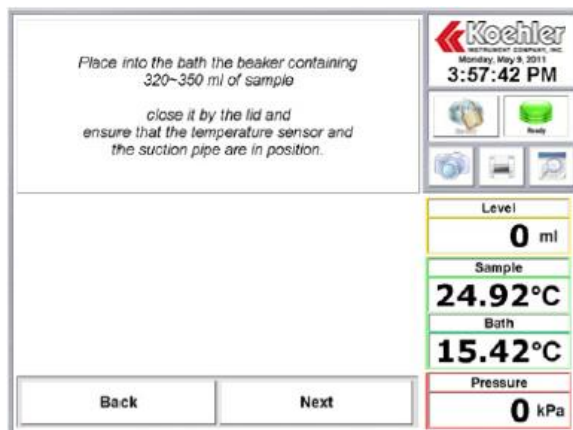 Place into the bath the beaker containing
320~350 ml of sample
close it by the lid and
ensure that the temperature sensor and
the suction pipe are in position.
Back
Next
Koehler
INSTRUMENT COMPANY, INC.
Monday, May 9, 2011
3:57:42 PM
Ready
Level
0 ml
Sample
24.92°C
Bath
15.42°C
Pressure
0 kPa